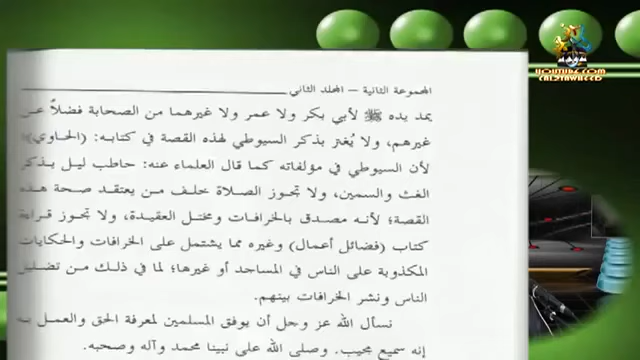 المجموعة الثانية – المجلد الثاني
يمد يده ﷺ لأبي بكر ولا عمر ولا غيرهما من الصحابة فضلاً عن
غيرهم، ولا يُغتر بذكر السيوطي لهذه القصة في كتابه: (الحاوي)؛
لأن السيوطي في مؤلفاته كما قال العلماء عنه: حاطب ليل يذكر
الغث والسمين، ولا تجوز الصلاة خلف من يعتقد صحة هذه
القصة؛ لأنه مصدق بالخرافات ومختل العقيدة، ولا تجوز قراءة
كتاب (فضائل أعمال) وغيره مما يشتمل على الخرافات والحكايات
المكذوبة على الناس في المساجد أو غيرها؛ لما في ذلك من تضليل
الناس ونشر الخرافات بينهم.
نسأل الله عز وجل أن يوفق المسلمين لمعرفة الحق والعمل به
إنه سميع مجيب. وصلى الله على نبينا محمد وآله وصحبه.
YOUTUBE.COM